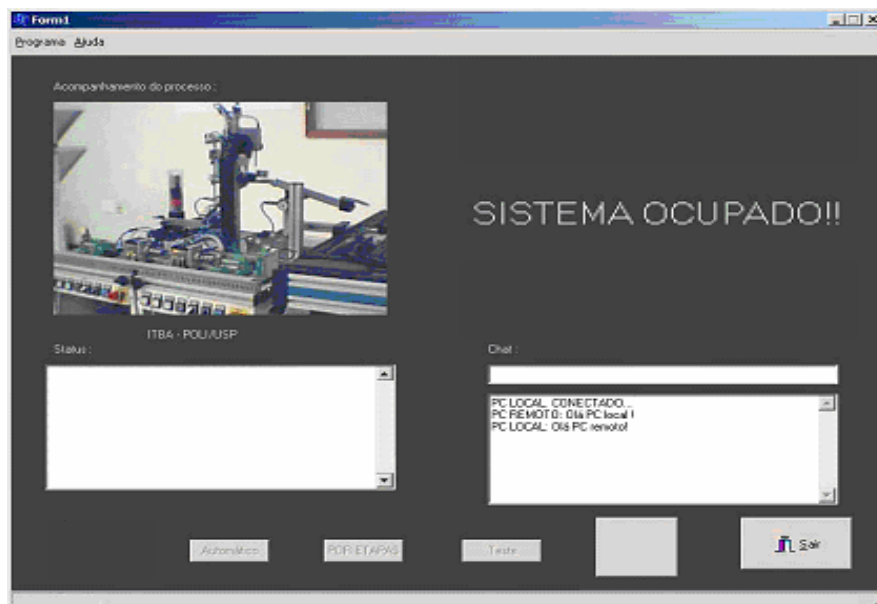 Form1
Programa Ajuda
Acompanhamento do processo :
SISTEMA OCUPADO!!
ITBA - POLI/USP
Status :
Chat :
PC LOCAL CONECTADO...
PC REMOTO: Olá PC local !
PC LOCAL: Olá PC remoto!
Automático
POR ETAPAS
Teste
Sair